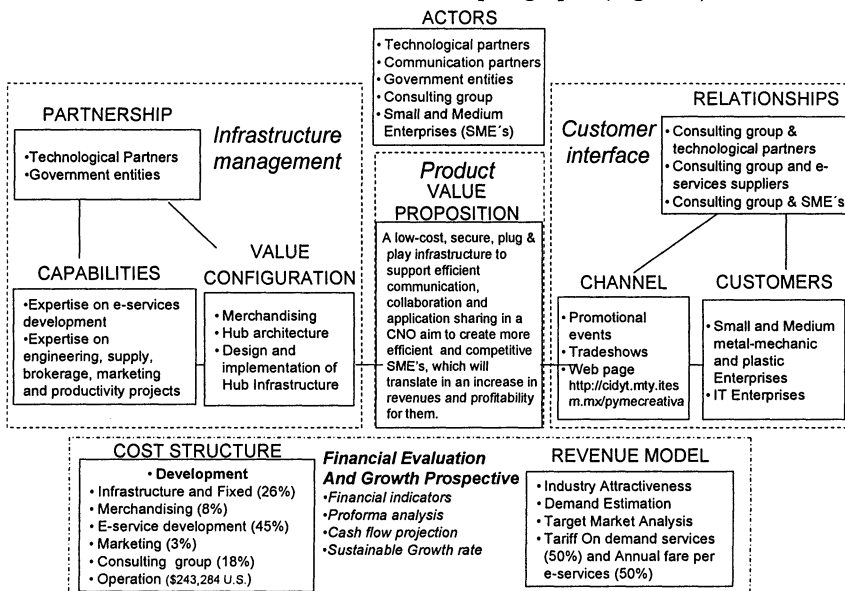 ACTORS
• Technological partners
• Communication partners
• Government entities
• Consulting group
• Small and Medium
Enterprises (SME´s)
PARTNERSHIP
•Technological Partners
•Government entities
Infrastructure
management
CAPABILITIES
•Expertise on e-services
development
•Expertise on
engineering, supply,
brokerage, marketing
and productivity projects
VALUE
CONFIGURATION
• Merchandising
• Hub architecture
• Design and
implementation of
Hub Infrastructure
Product
VALUE
PROPOSITION
A low-cost, secure, plug &
play infrastructure to
support efficient
communication,
collaboration and
application sharing in a
CNO aim to create more
efficient and competitive
SME's, which will
translate in an increase in
revenues and profitability
for them.
Customer
interface
RELATIONSHIPS
• Consulting group &
technological partners
• Consulting group and e-
services suppliers
• Consulting group & SME´s
CHANNEL
• Promotional
events
• Tradeshows
• Web page
http://cidyt.mty.ites
m.mx/pymecreativa
CUSTOMERS
• Small and Medium
metal-mechanic
and plastic
Enterprises
• IT Enterprises
COST STRUCTURE
• Development
• Infrastructure and Fixed (26%)
• Merchandising (8%)
• E-service development (45%)
• Marketing (3%)
• Consulting group (18%)
• Operation ($243,284 U.S.)
Financial Evaluation
And Growth Prospective
•Financial indicators
•Proforma analysis
•Cash flow projection
•Sustainable Growth rate
REVENUE MODEL
• Industry Attractiveness
• Demand Estimation
• Target Market Analysis
• Tariff On demand services
(50%) and Annual fare per
e-services (50%)